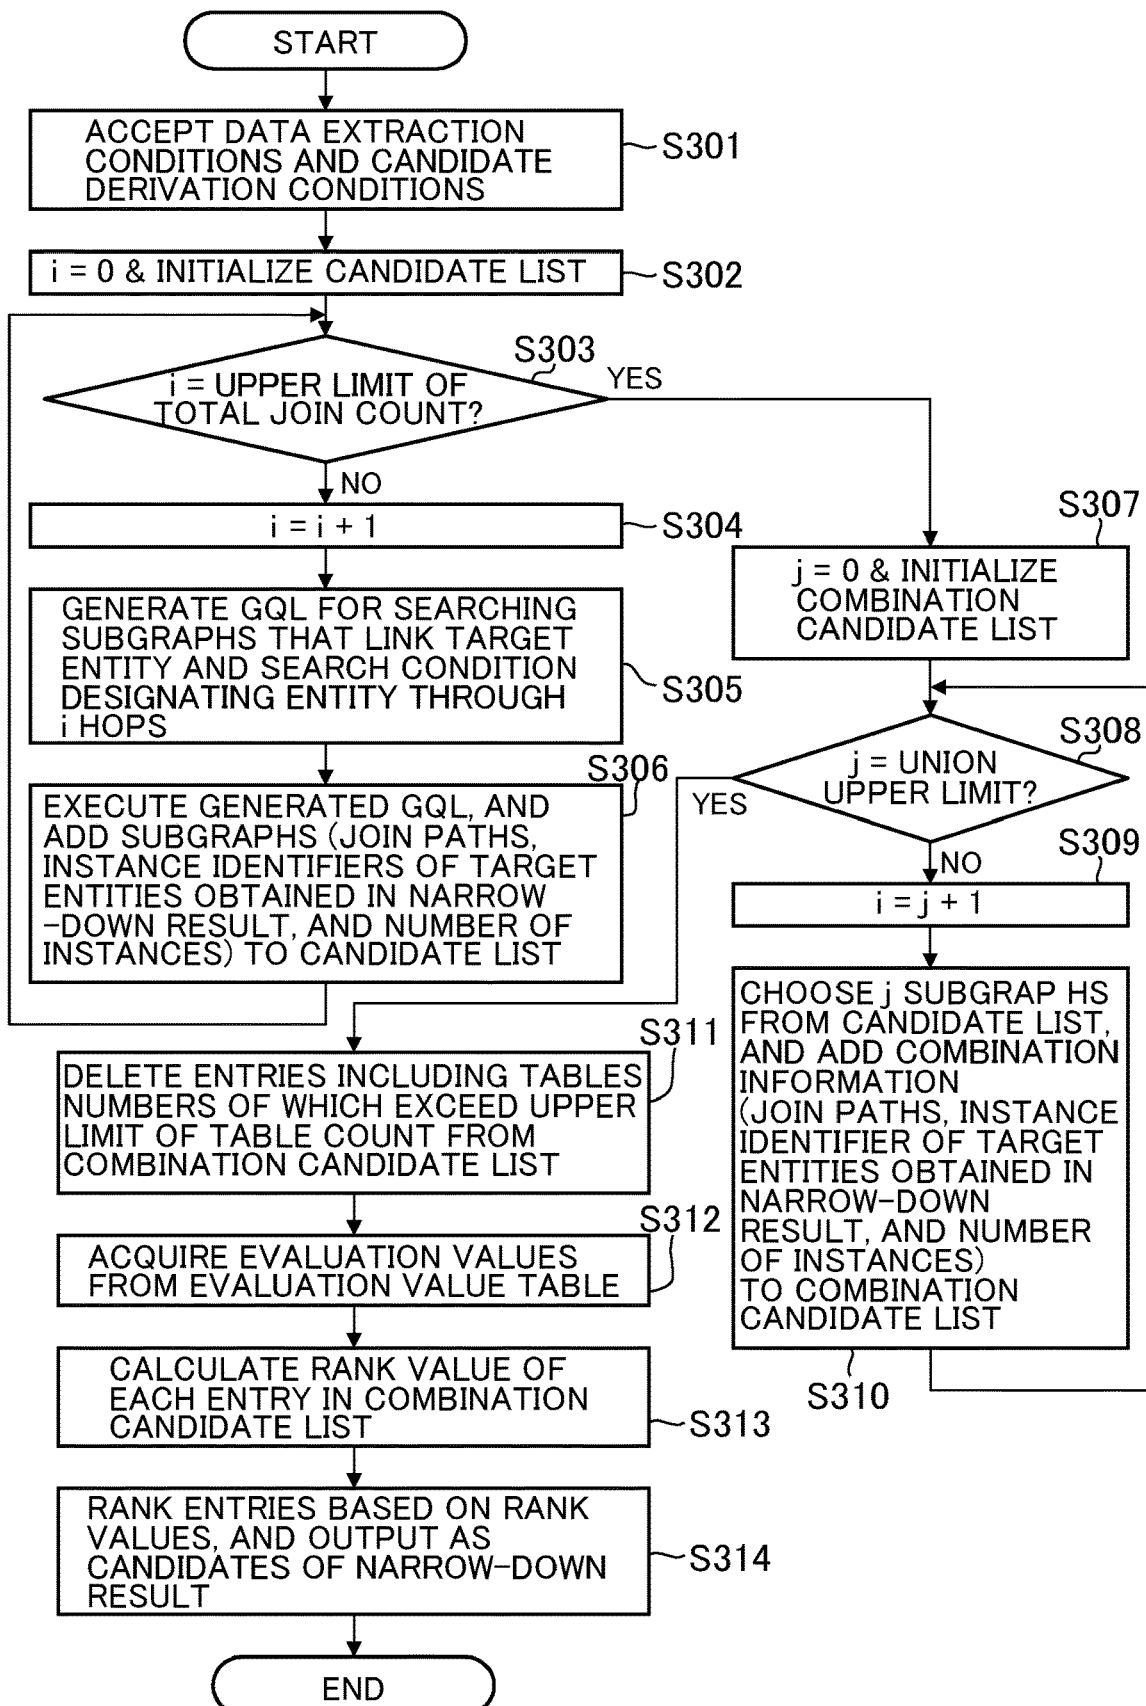 START
ACCEPT DATA EXTRACTION
CONDITIONS AND CANDIDATE
DERIVATION CONDITIONS
S301
i = 0 & INITIALIZE CANDIDATE LIST
S302
S303
i = UPPER LIMIT OF
TOTAL JOIN COUNT?
YES
NO
i = i + 1
S304
GENERATE GQL FOR SEARCHING
SUBGRAPHS THAT LINK TARGET
ENTITY AND SEARCH CONDITION
DESIGNATING ENTITY THROUGH
i HOPS
S305
S306
EXECUTE GENERATED GQL, AND
ADD SUBGRAPHS (JOIN PATHS,
INSTANCE IDENTIFIERS OF TARGET
ENTITIES OBTAINED IN NARROW
-DOWN RESULT, AND NUMBER OF
INSTANCES) TO CANDIDATE LIST
S307
j = 0 & INITIALIZE
COMBINATION
CANDIDATE LIST
S308
j = UNION
UPPER LIMIT?
YES
NO
S309
i = j + 1
CHOOSE j SUBGRAP HS
FROM CANDIDATE LIST,
AND ADD COMBINATION
INFORMATION
(JOIN PATHS, INSTANCE
IDENTIFIER OF TARGET
ENTITIES OBTAINED IN
NARROW-DOWN
RESULT, AND NUMBER
OF INSTANCES)
TO COMBINATION
CANDIDATE LIST
S310
S311
DELETE ENTRIES INCLUDING TABLES
NUMBERS OF WHICH EXCEED UPPER
LIMIT OF TABLE COUNT FROM
COMBINATION CANDIDATE LIST
S312
ACQUIRE EVALUATION VALUES
FROM EVALUATION VALUE TABLE
CALCULATE RANK VALUE OF
EACH ENTRY IN COMBINATION
CANDIDATE LIST
S313
RANK ENTRIES BASED ON RANK
VALUES, AND OUTPUT AS
CANDIDATES OF NARROW-DOWN
RESULT
S314
END